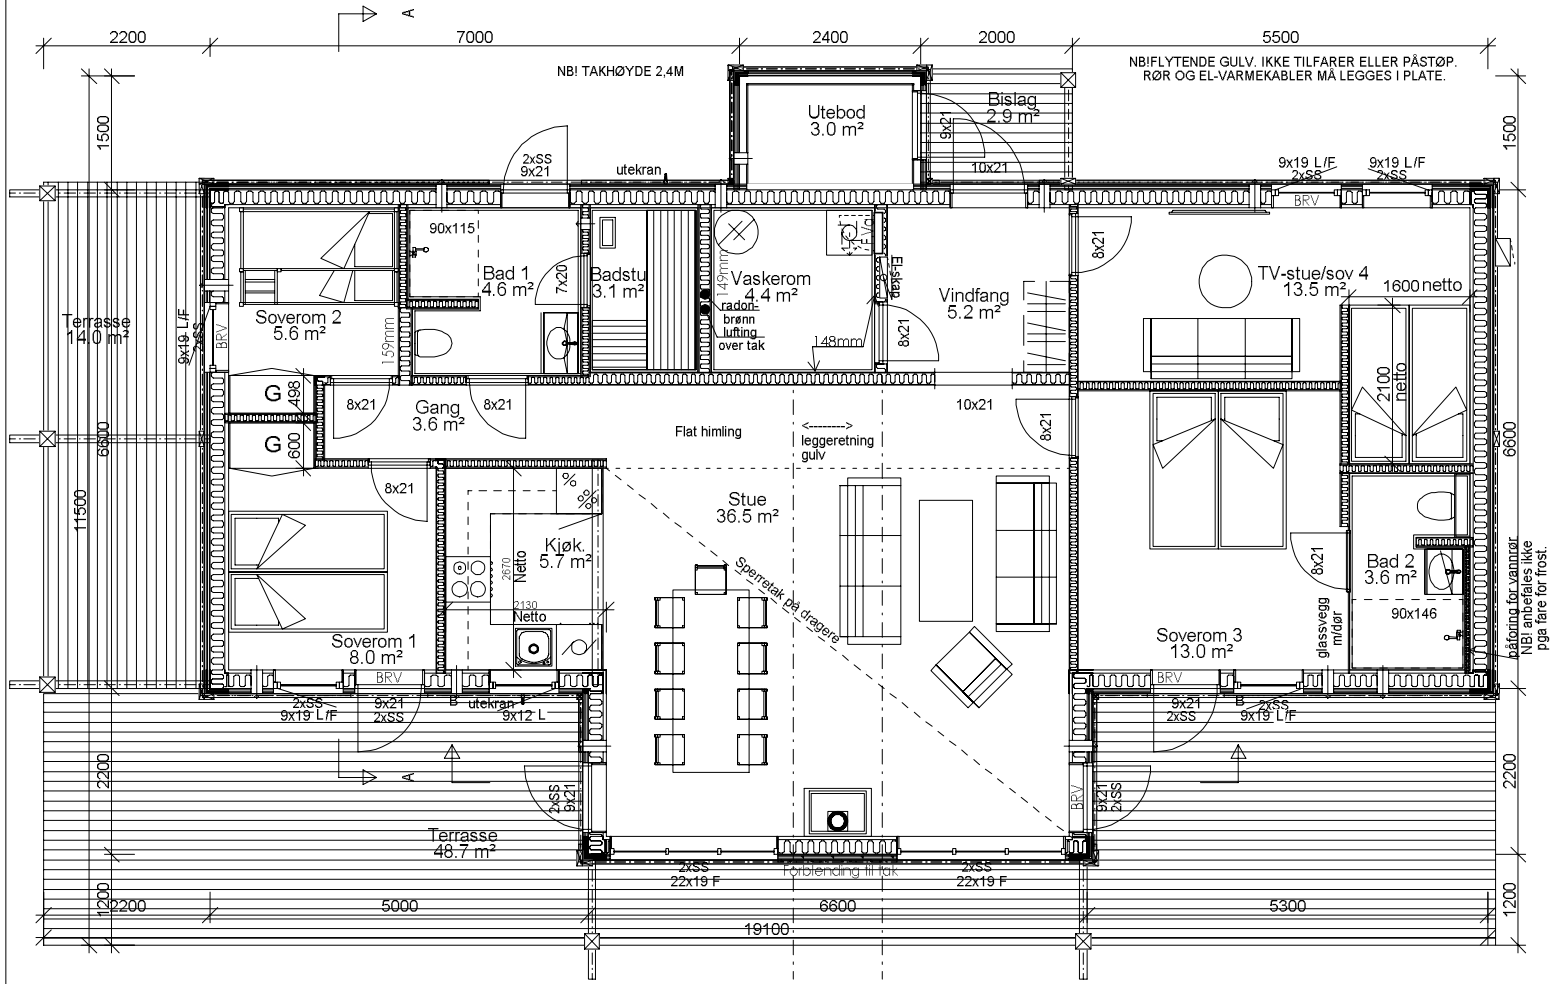 A
2200
7000
2400
2000
5500
NB! TAKHØYDE 2,4M
NB!FLYTENDE GULV. IKKE TILFARER ELLER PÅSTØP.
RØR OG EL-VARMEKABLER MÅ LEGGES I PLATE.
1500
Utebod
3.0 m²
9x21
Bislag
2.9 m²
1500
2xSS
9x21
utekran
10x21
9x19 L/F
2xSS
9x19 L/F
2xSS
BRV
90x115
Bad 1
4.6 m²
7x20
Badstu
3.1 m²
149mm
Vaskerom
4.4 m²
radon-
brønn
lufting
over tak
148mm
El-skap
8x21
Vindfang
5.2 m²
8x21
8x21
TV-stue/sov 4
13.5 m²
1600 netto
2100
netto
Terrasse
14.0 m²
9x19 L/F
2xSS
BRV
Soverom 2
5.6 m²
159mm
G
498
G
600
8x21
Gang
3.6 m²
8x21
8x21
Flat himling
<-------->
leggeretning
gulv
10x21
8x21
6600
11500
6600
Stue
36.5 m²
Kjøk.
5.7 m²
2670
Netto
2130
Netto
Sperretak på dragere
Soverom 1
8.0 m²
Soverom 3
13.0 m²
8x21
glassvegg
m/dør
Bad 2
3.6 m²
90x146
påforing for vannrør
NB! anbefales ikke
pga fare for frost.
BRV
2xSS
9x19 L/F
9x21
2xSS
B
utekran
9x12 L
BRV
9x21
2xSS
B
2xSS
9x19 L/F
2200
A
2xSS
9x21
BRV
9x21
2xSS
2200
Terrasse
48.7 m²
2xSS
22x19 F
Forblending til tak
2xSS
22x19 F
1200
1200
2200
5000
6600
5300
19100